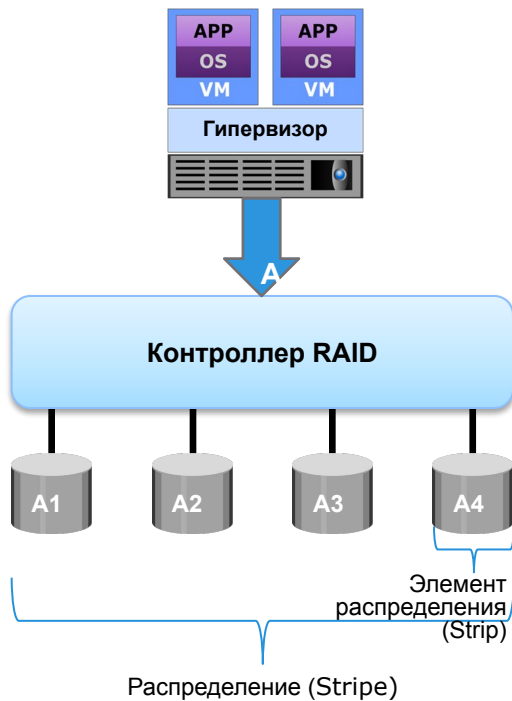 APP
APP
OS
OS
VM
VM
Гипервизор
A
Контроллер RAID
A1
A2
A3
A4
Элемент
распределения
(Strip)
Распределение (Stripe)